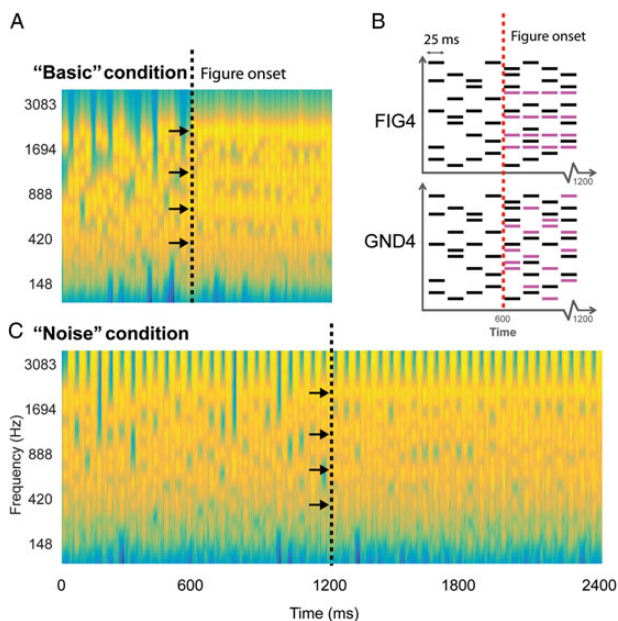 A
“Basic” condition
Figure onset
3083
1694
888
420
148
B
25 ms
Figure onset
FIG4
1200
GND4
600
1200
Time
C
“Noise” condition
3083
1694
888
420
148
Frequency (Hz)
0
600
1200
1800
2400
Time (ms)